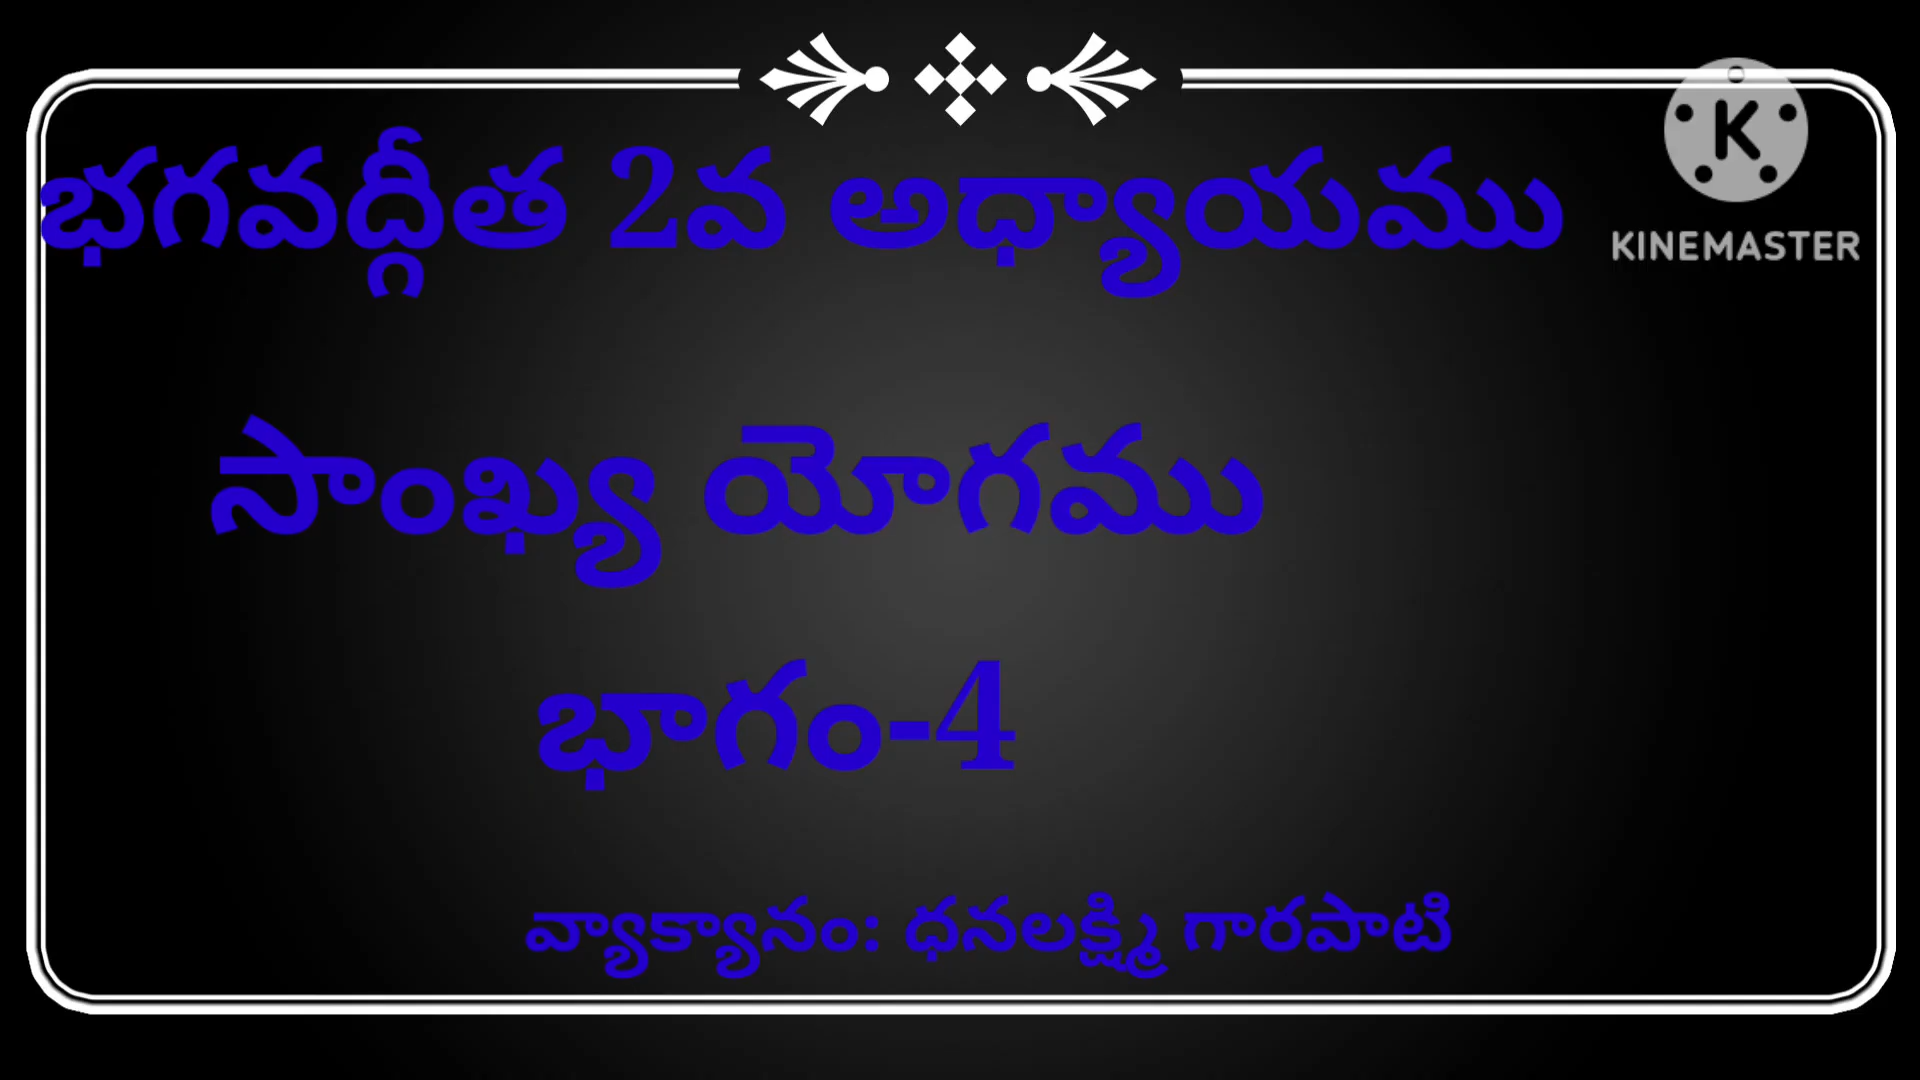 భగవద్గీత 2వ అధ్యాయము
KINEMASTER
సాంఖ్య యోగము
భాగం-4
వ్యాక్యానం: ధనలక్ష్మి గారపాటి